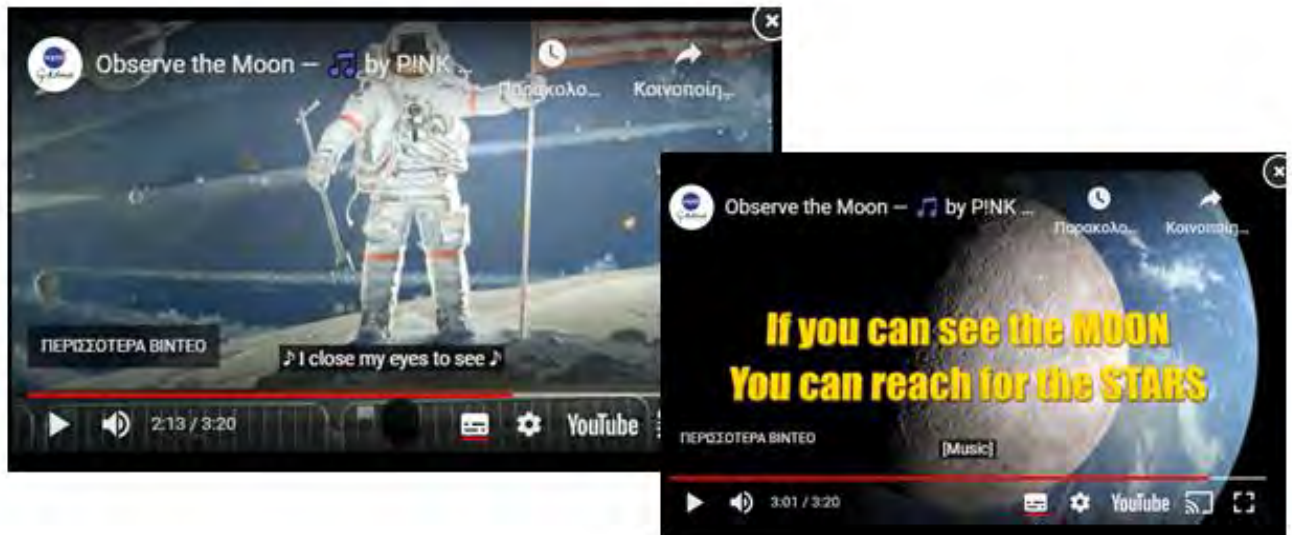 Observe the Moon – 🎵 by P!NK ...
Παρακολο... Κοινοποίη...
ΠΕΡΙΣΣΟΤΕΡΑ ΒΙΝΤΕΟ
♪ I close my eyes to see ♪
2:13 / 3:20
YouTube
Observe the Moon – 🎵 by P!NK ...
Παρακολο... Κοινοποίη...
If you can see the MOON
You can reach for the STARS
ΠΕΡΙΣΣΟΤΕΡΑ ΒΙΝΤΕΟ
[Music]
3:01 / 3:20
YouTube